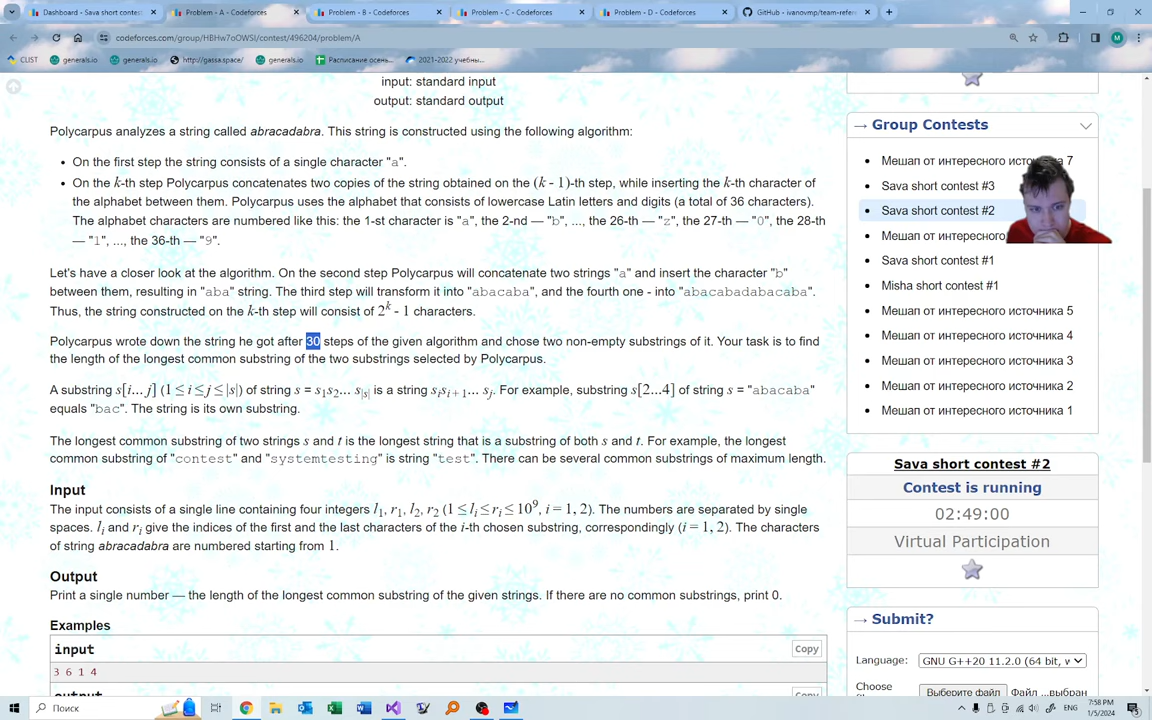 Dashboard - Sava short contest
Problem - A - Codeforces
Problem - B - Codeforces
Problem - C - Codeforces
Problem - D - Codeforces
GitHub - ivanovmp/team-refere
codeforces.com/group/HBHw7oOWSI/contest/496204/problem/A
CLIST
generals.io
generals.io
http://gassa.space/
generals.io
Расписание осень...
2021-2022 учебны...
input: standard input
output: standard output
Polycarpus analyzes a string called abracadabra. This string is constructed using the following algorithm:
• On the first step the string consists of a single character "a".
• On the k-th step Polycarpus concatenates two copies of the string obtained on the (k - 1)-th step, while inserting the k-th character of
the alphabet between them. Polycarpus uses the alphabet that consists of lowercase Latin letters and digits (a total of 36 characters).
The alphabet characters are numbered like this: the 1-st character is "a", the 2-nd — "b", ..., the 26-th — "z", the 27-th — "0", the 28-th
— "1", ..., the 36-th — "9".
Let's have a closer look at the algorithm. On the second step Polycarpus will concatenate two strings "a" and insert the character "b"
between them, resulting in "aba" string. The third step will transform it into "abacaba", and the fourth one - into "abacabadabacaba".
Thus, the string constructed on the k-th step will consist of 2^k - 1 characters.
Polycarpus wrote down the string he got after 30 steps of the given algorithm and chose two non-empty substrings of it. Your task is to find
the length of the longest common substring of the two substrings selected by Polycarpus.
A substring s[i... j] (1 ≤ i ≤ j ≤ |s|) of string s = s1s2... s|s| is a string sisi + 1... sj. For example, substring s[2...4] of string s = "abacaba"
equals "bac". The string is its own substring.
The longest common substring of two strings s and t is the longest string that is a substring of both s and t. For example, the longest
common substring of "contest" and "systemtesting" is string "test". There can be several common substrings of maximum length.
Input
The input consists of a single line containing four integers l1, r1, l2, r2 (1 ≤ li ≤ ri ≤ 10^9, i = 1, 2). The numbers are separated by single
spaces. li and ri give the indices of the first and the last characters of the i-th chosen substring, correspondingly (i = 1, 2). The characters
of string abracadabra are numbered starting from 1.
Output
Print a single number — the length of the longest common substring of the given strings. If there are no common substrings, print 0.
Examples
input
Copy
3 6 1 4
Copy
→ Group Contests
• Мешап от интересного источника 7
• Sava short contest #3
• Sava short contest #2
• Мешап от интересного
• Sava short contest #1
• Misha short contest #1
• Мешап от интересного источника 5
• Мешап от интересного источника 4
• Мешап от интересного источника 3
• Мешап от интересного источника 2
• Мешап от интересного источника 1
Sava short contest #2
Contest is running
02:49:00
Virtual Participation
→ Submit?
Language:
GNU G++20 11.2.0 (64 bit, v
Choose
Выберите файл
Файл ...выбран
Поиск
ENG
7:58 PM
1/5/2024